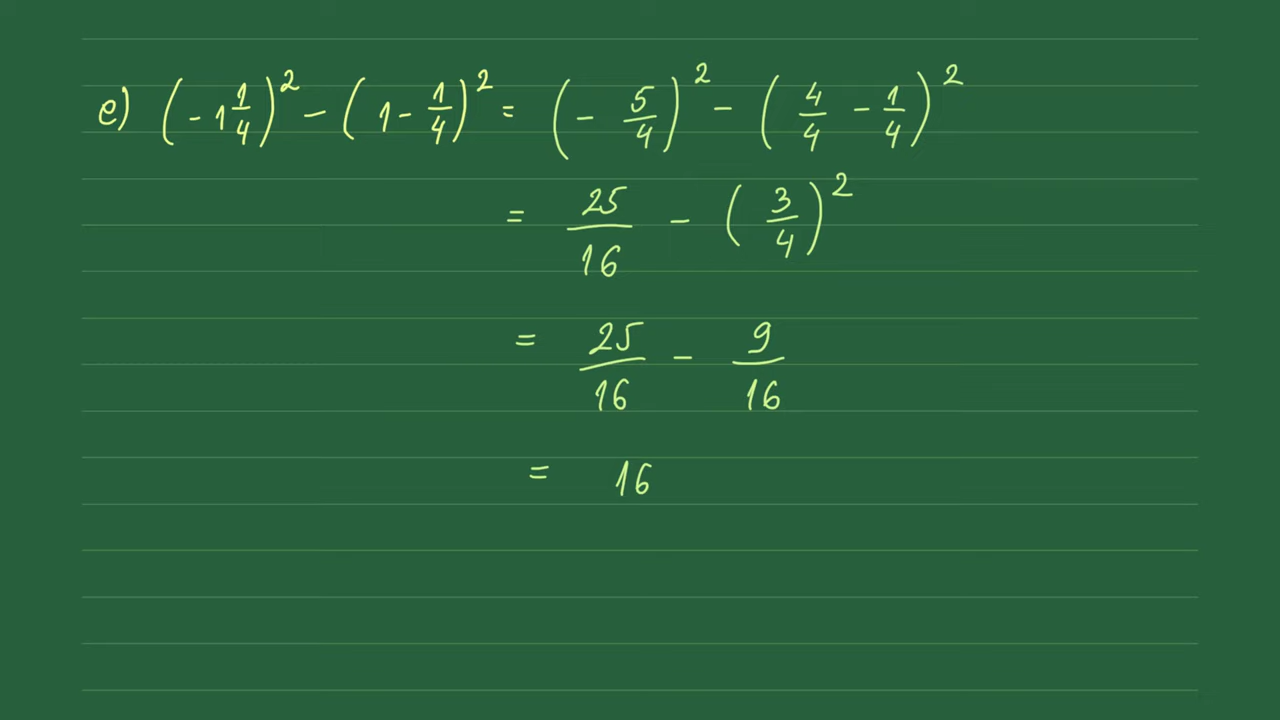 e) (-1 1/4)² - (1 - 1/4)² = (- 5/4)² - (4/4 - 1/4)²
= 25/16 - (3/4)²
= 25/16 - 9/16
= 16